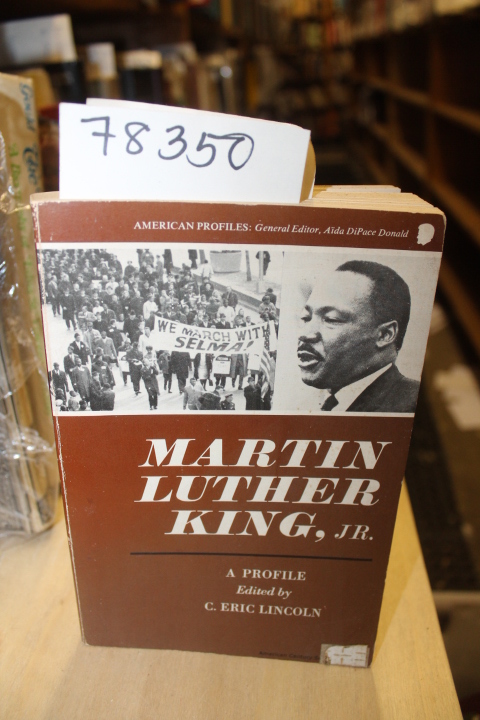 78350
AMERICAN PROFILES: General Editor, Aïda DiPace Donald
WE MARCH WITH
SELMA!
MARTIN
LUTHER
KING, JR.
A PROFILE
Edited by
C. ERIC LINCOLN